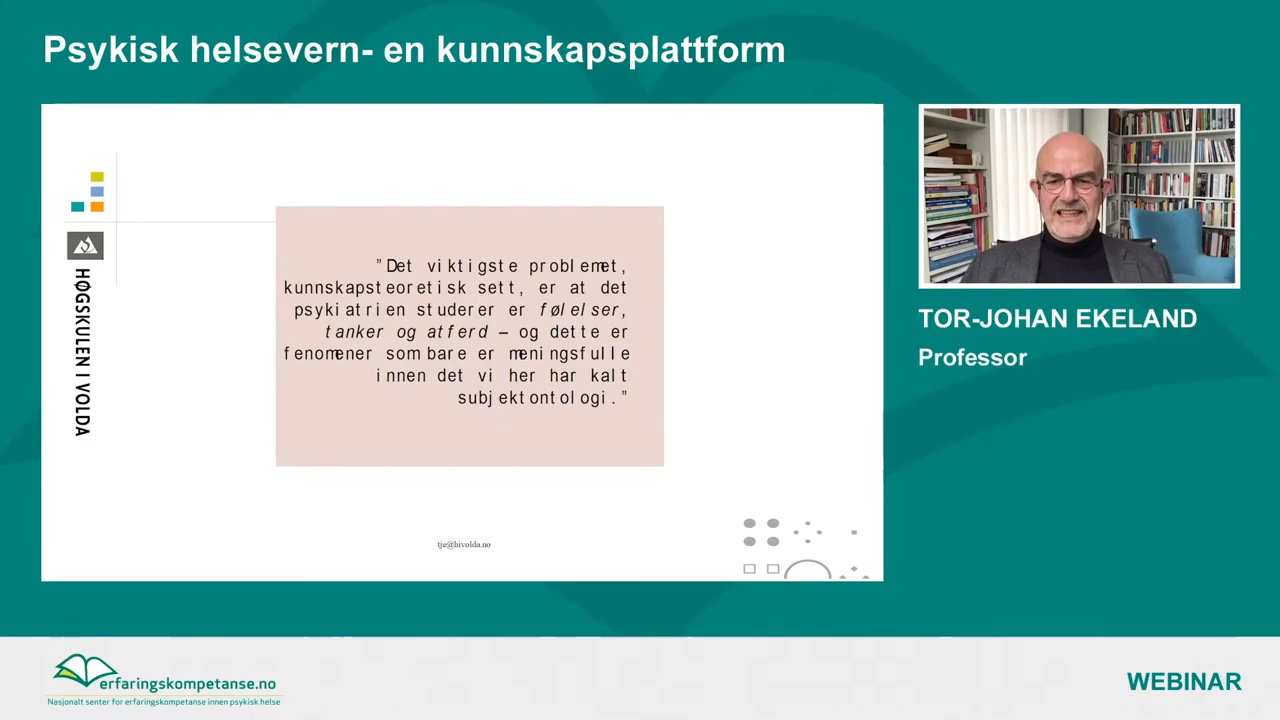 Psykisk helsevern- en kunnskapsplattform
HØGSKULEN I VOLDA
”Det viktigste problemet,
kunnskapsteoretisk sett, er at det
psykiatrien studerer er følelser,
tanker og atferd – og dette er
fenomener som bare er meningsfulle
innen det vi her har kalt
subjektontologi.”
tje@hivolda.no
TOR-JOHAN EKELAND
Professor
erfaringskompetanse.no
Nasjonalt senter for erfaringskompetanse innen psykisk helse
WEBINAR